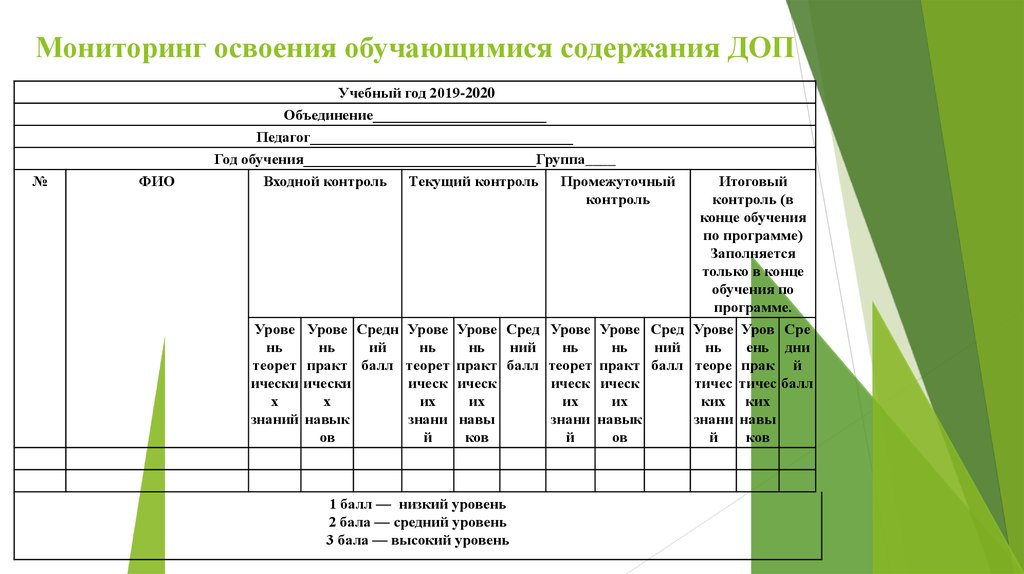 Мониторинг освоения обучающимися содержания ДОП
Учебный год 2019-2020
Объединение_______________________
Педагог___________________________________
Год обучения_______________________________Группа____
№ ФИО Входной контроль Текущий контроль Промежуточный контроль Итоговый контроль (в конце обучения по программе) Заполняется только в конце обучения по программе.
Уровень теоретических знаний Уровень практических навыков Средний балл Уровень теоретических знаний Уровень практических навыков Средний балл Уровень теоретических знаний Уровень практических навыков Средний балл Уровень теоретических знаний Уровень практических навыков Средний балл
1 балл — низкий уровень
2 бала — средний уровень
3 бала — высокий уровень